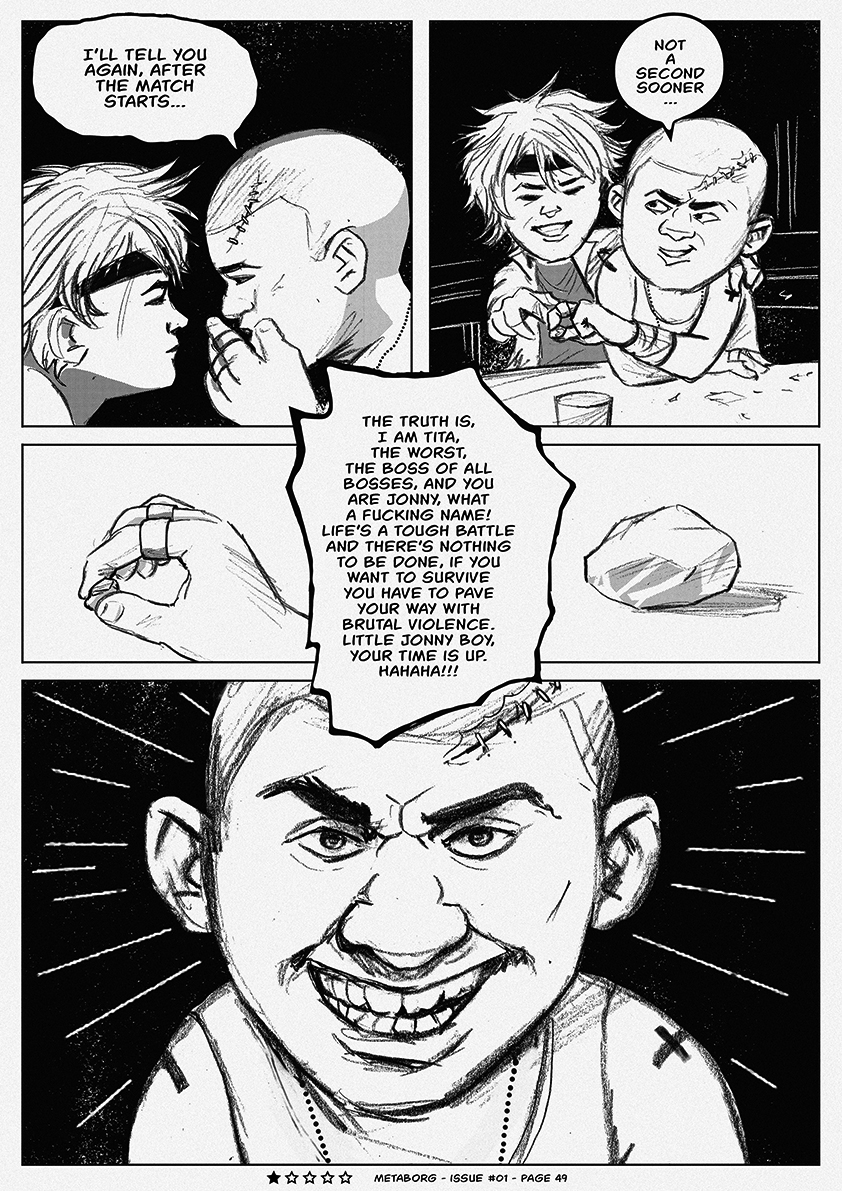 I'LL TELL YOU
AGAIN, AFTER
THE MATCH
STARTS...
NOT
A
SECOND
SOONER
...
THE TRUTH IS,
I AM TITA,
THE WORST,
THE BOSS OF ALL
BOSSES, AND YOU
ARE JONNY, WHAT
A FUCKING NAME!
LIFE'S A TOUGH BATTLE
AND THERE'S NOTHING
TO BE DONE, IF YOU
WANT TO SURVIVE
YOU HAVE TO PAVE
YOUR WAY WITH
BRUTAL VIOLENCE.
LITTLE JONNY BOY,
YOUR TIME IS UP.
HAHAHA!!!
METABORG - ISSUE #01 - PAGE 49